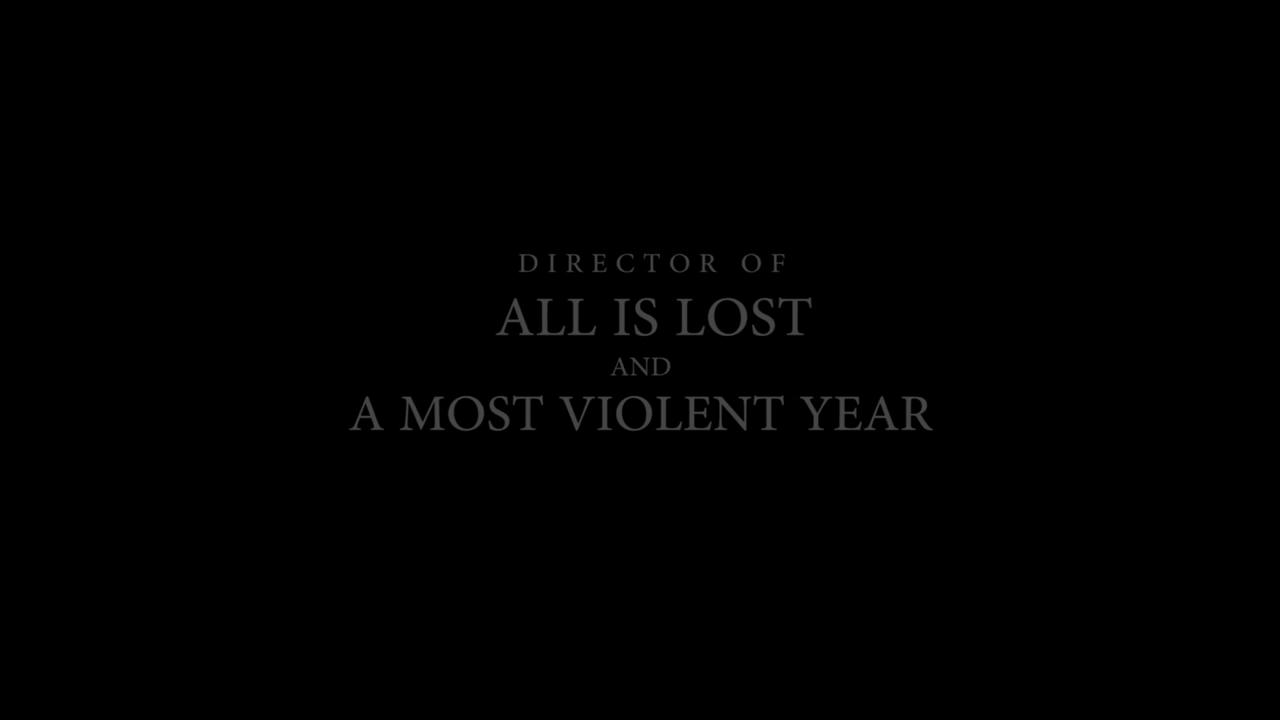 DIRECTOR OF
ALL IS LOST
AND
A MOST VIOLENT YEAR